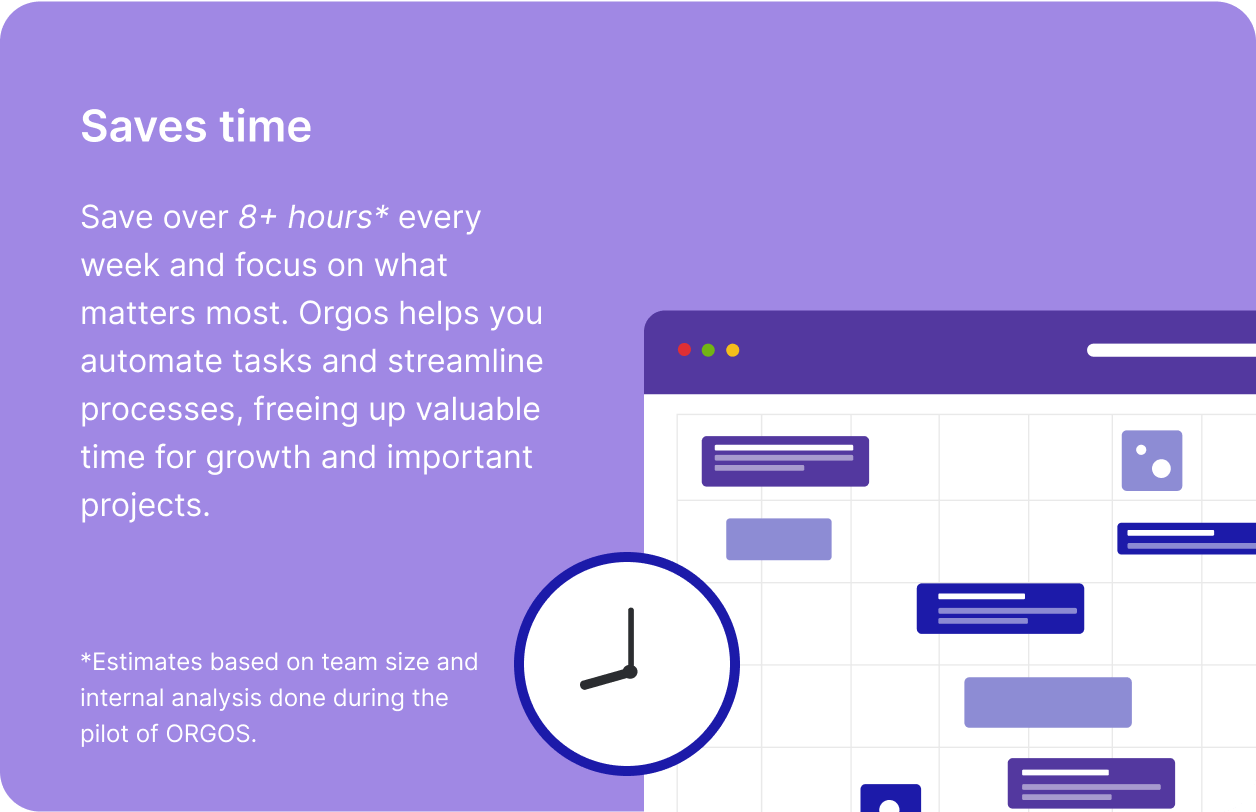 Saves time
Save over 8+ hours* every
week and focus on what
matters most. Orgos helps you
automate tasks and streamline
processes, freeing up valuable
time for growth and important
projects.
*Estimates based on team size and
internal analysis done during the
pilot of ORGOS.